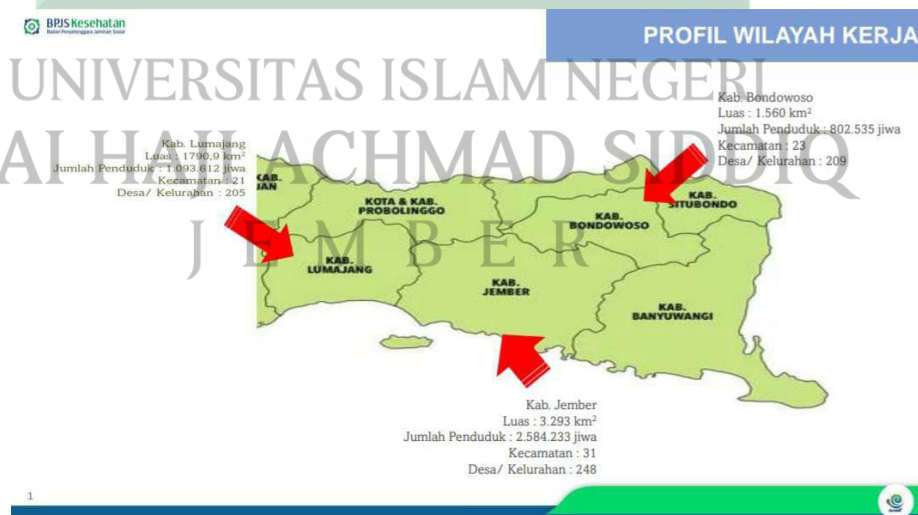 BPJS Kesehatan
Badan Penyelenggara Jaminan Sosial
PROFIL WILAYAH KERJA
UNIVERSITAS ISLAM NEGERI
AI HAJI ACHMAD SIDDIQ
JEMBER
Kab. Bondowoso
Luas : 1.560 km²
Jumlah Penduduk : 802.535 jiwa
Kecamatan : 23
Desa/ Kelurahan : 209
Kab. Lumajang
Luas : 1790,9 km²
Jumlah Penduduk : 1.093.612 jiwa
Kecamatan : 21
Desa/ Kelurahan : 205
KAB.
KOTA & KAB.
PROBOLINGGO
KAB.
BONDOWOSO
KAB.
SITUBONDO
KAB.
LUMAJANG
KAB.
JEMBER
KAB.
BANYUWANGI
Kab. Jember
Luas : 3.293 km²
Jumlah Penduduk : 2.584.233 jiwa
Kecamatan : 31
Desa/ Kelurahan : 248
1